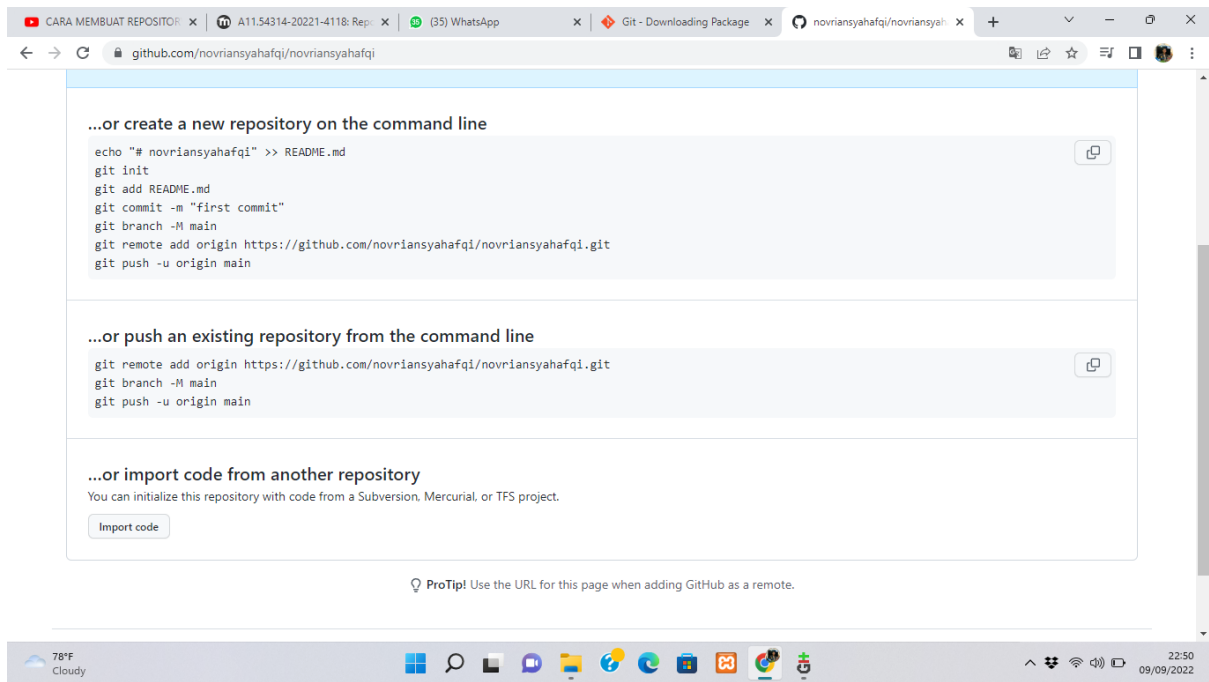 CARA MEMBUAT REPOSITOR
A11.54314-20221-4118: Repo
(35) WhatsApp
Git - Downloading Package
novriansyahafqi/novriansyah
github.com/novriansyahafqi/novriansyahafqi
...or create a new repository on the command line
echo "# novriansyahafqi" >> README.md
git init
git add README.md
git commit -m "first commit"
git branch -M main
git remote add origin https://github.com/novriansyahafqi/novriansyahafqi.git
git push -u origin main
...or push an existing repository from the command line
git remote add origin https://github.com/novriansyahafqi/novriansyahafqi.git
git branch -M main
git push -u origin main
...or import code from another repository
You can initialize this repository with code from a Subversion, Mercurial, or TFS project.
Import code
ProTip! Use the URL for this page when adding GitHub as a remote.
78°F
Cloudy
22:50
09/09/2022